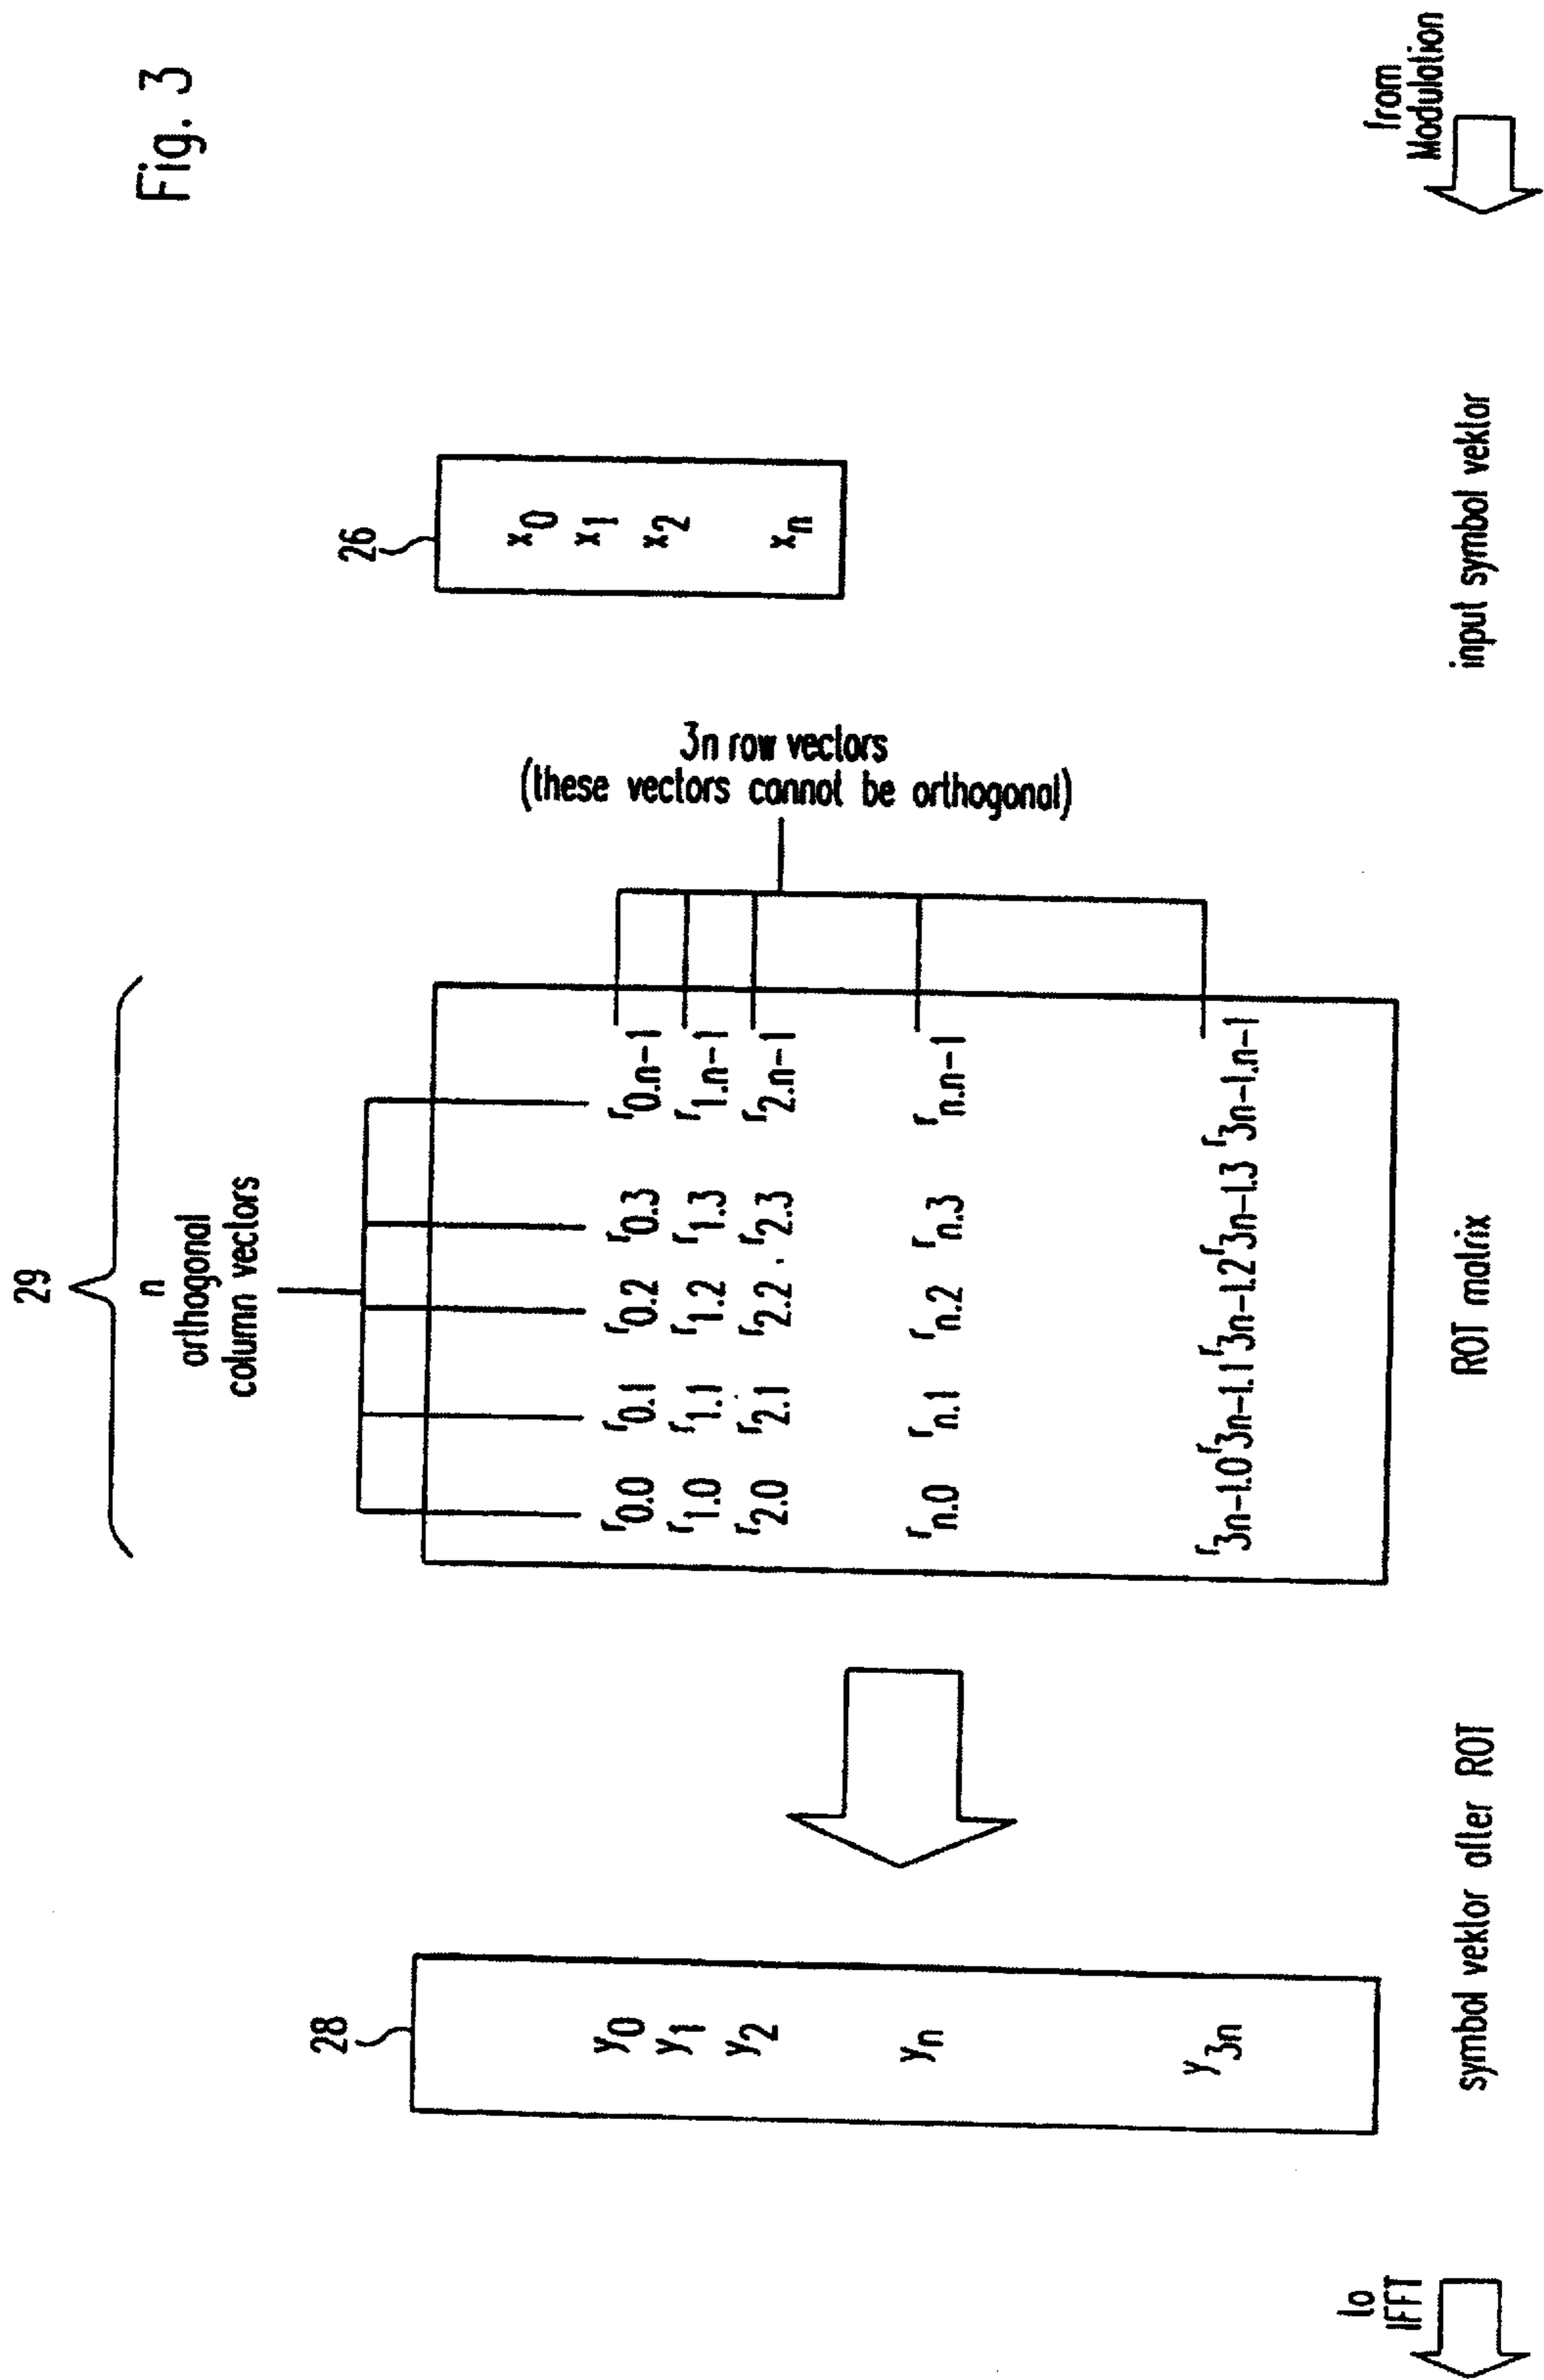 Fig. 3
29
n
orthogonal
column vectors
28
26
3n row vectors
(these vectors cannot be orthogonal)
y0
y1
y2
yn
y3n
r0.0 r0.1 r0.2 r0.3 r0.n-1
r1.0 r1.1 r1.2 r1.3 r1.n-1
r2.0 r2.1 r2.2 r2.3 r2.n-1
rn.0 rn.1 rn.2 rn.3 rn.n-1
r3n-1.0 r3n-1.1 r3n-1.2 r3n-1.3 r3n-1.n-1
x0
x1
x2
xn
to
IFFT
symbol vektor after ROT
ROT matrix
input symbol vektor
from
Modulation